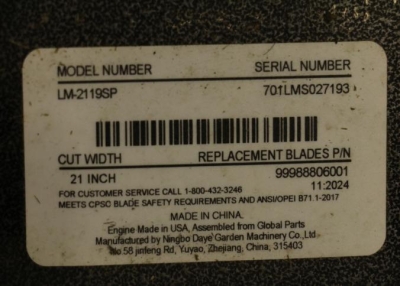 MODEL NUMBER SERIAL NUMBER
LM-2119SP 701LMS027193
CUT WIDTH REPLACEMENT BLADES P/N
21 INCH 99988806001
11:2024
FOR CUSTOMER SERVICE CALL 1-800-432-3246
MEETS CPSC BLADE SAFETY REQUIREMENTS AND ANSI/OPEI B71.1-2017
MADE IN CHINA.
Engine Made in USA, Assembled from Global Parts
Manufactured by Ningbo Daye Garden Machinery Co.,Ltd.
No.58 jinfeng Rd, Yuyao, Zhejiang, China, 315403